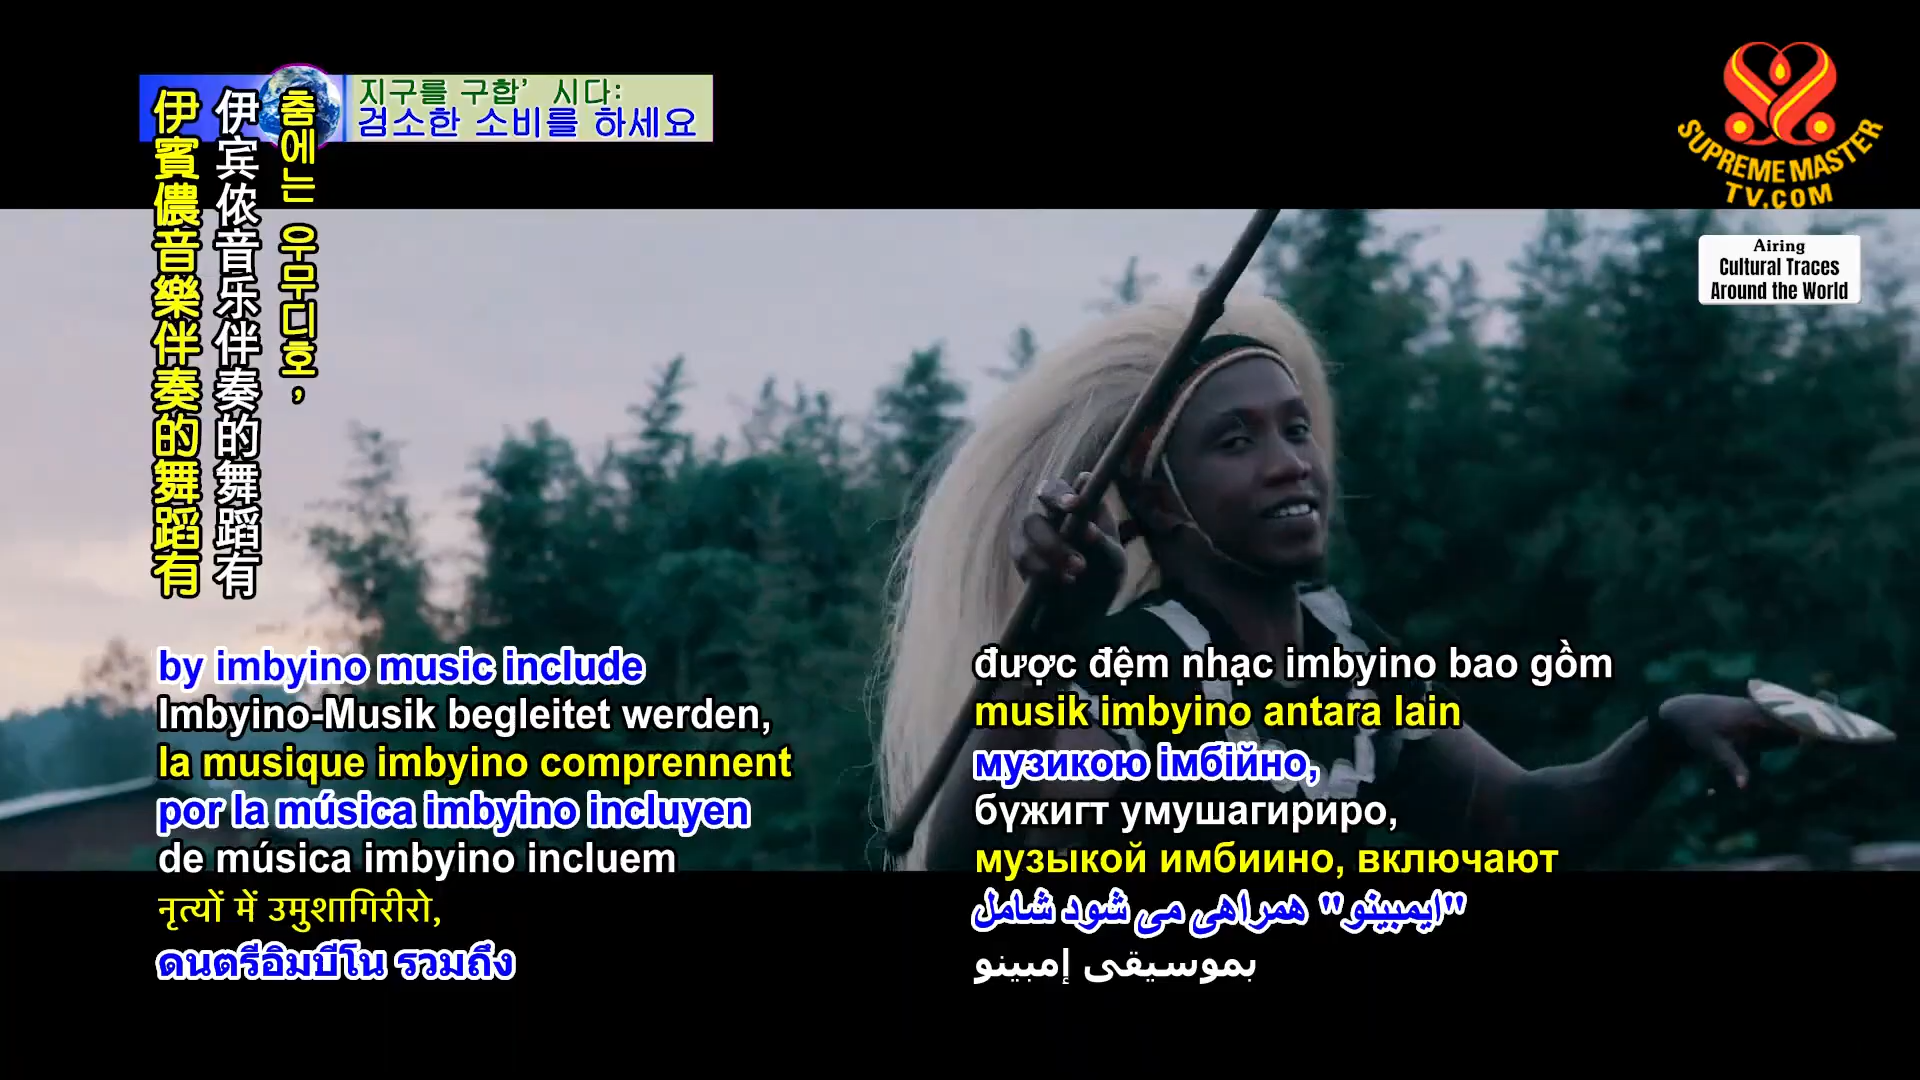 지구를 구합’시다:
검소한 소비를 하세요
SUPREME MASTER
TV.COM
Airing
Cultural Traces
Around the World
춤에는 우무디호,
伊宾侬音乐伴奏的舞蹈有
伊賓儂音樂伴奏的舞蹈有
by imbyino music include
Imbyino-Musik begleitet werden,
la musique imbyino comprennent
por la música imbyino incluyen
de música imbyino incluem
नृत्यों में उमुशागिरीरो,
ดนตรีอิมบีโน รวมถึง
được đệm nhạc imbyino bao gồm
musik imbyino antara lain
музикою імбійно,
бүжигт умушагириро,
музыкой имбиино, включают
"ایمبینو" همراهی می شود شامل
بموسيقى إمبينو